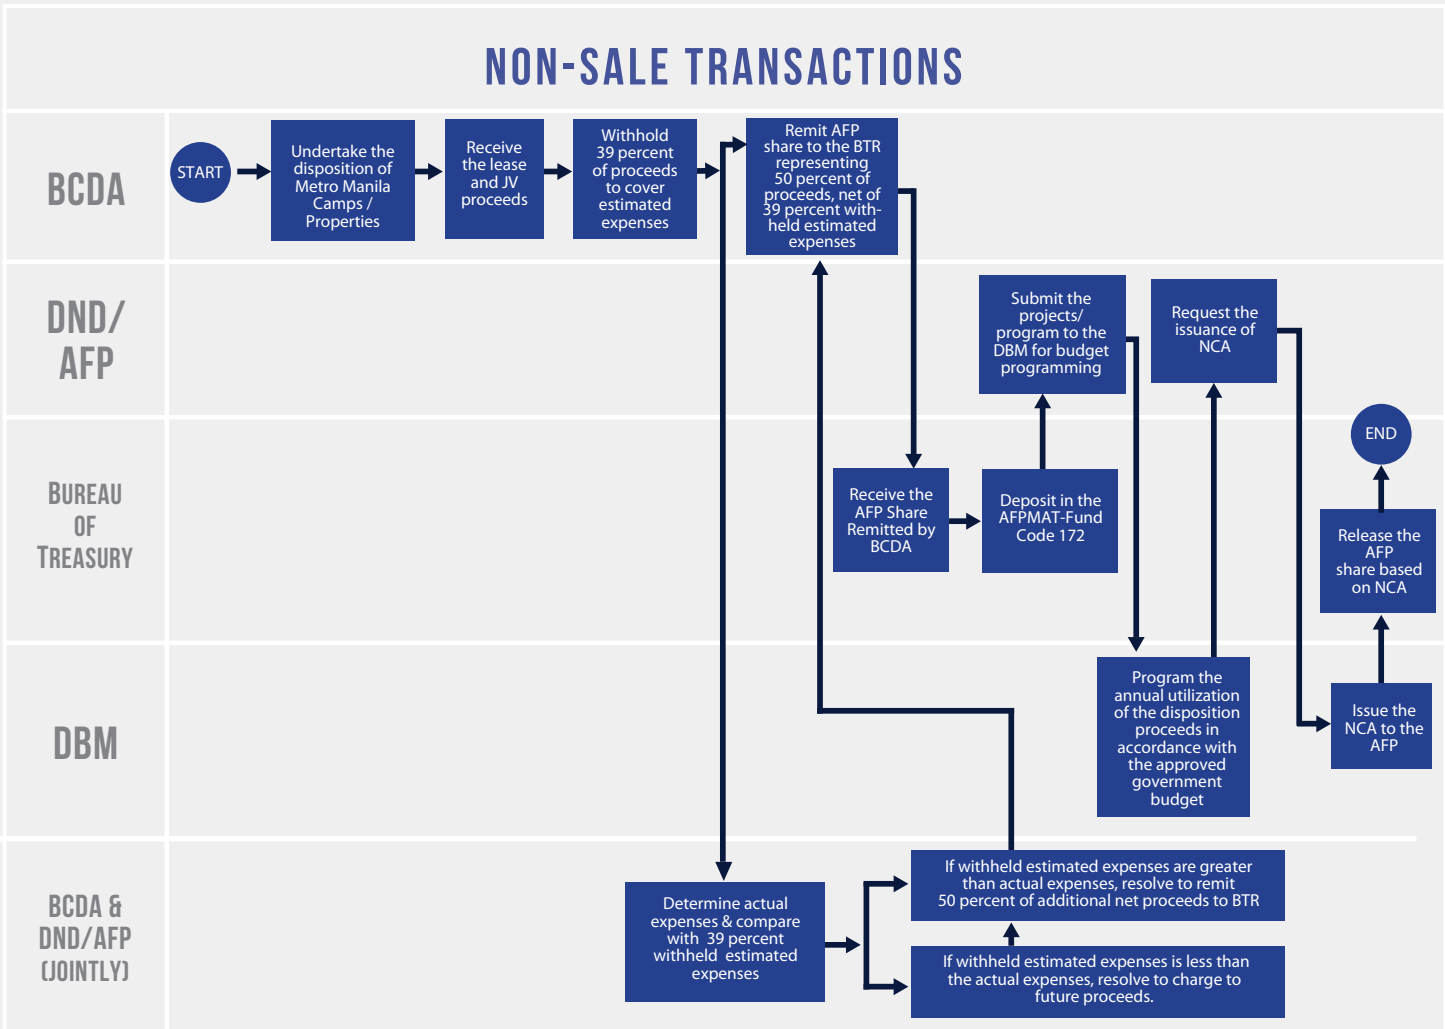 NON-SALE TRANSACTIONS
BCDA
START
Undertake the
disposition of
Metro Manila
Camps /
Properties
Receive
the lease
and JV
proceeds
Withhold
39 percent
of proceeds
to cover
estimated
expenses
Remit AFP
share to the BTR
representing
50 percent of
proceeds, net of
39 percent with-
held estimated
expenses
DND/
AFP
Submit the
projects/
program to the
DBM for budget
programming
Request the
issuance of
NCA
BUREAU
OF
TREASURY
Receive the
AFP Share
Remitted by
BCDA
Deposit in the
AFPMAT-Fund
Code 172
END
Release the
AFP
share based
on NCA
DBM
Program the
annual utilization
of the disposition
proceeds in
accordance with
the approved
government
budget
Issue the
NCA to the
AFP
BCDA &
DND/AFP
(JOINTLY)
Determine actual
expenses & compare
with 39 percent
withheld estimated
expenses
If withheld estimated expenses are greater
than actual expenses, resolve to remit
50 percent of additional net proceeds to BTR
If withheld estimated expenses is less than
the actual expenses, resolve to charge to
future proceeds.